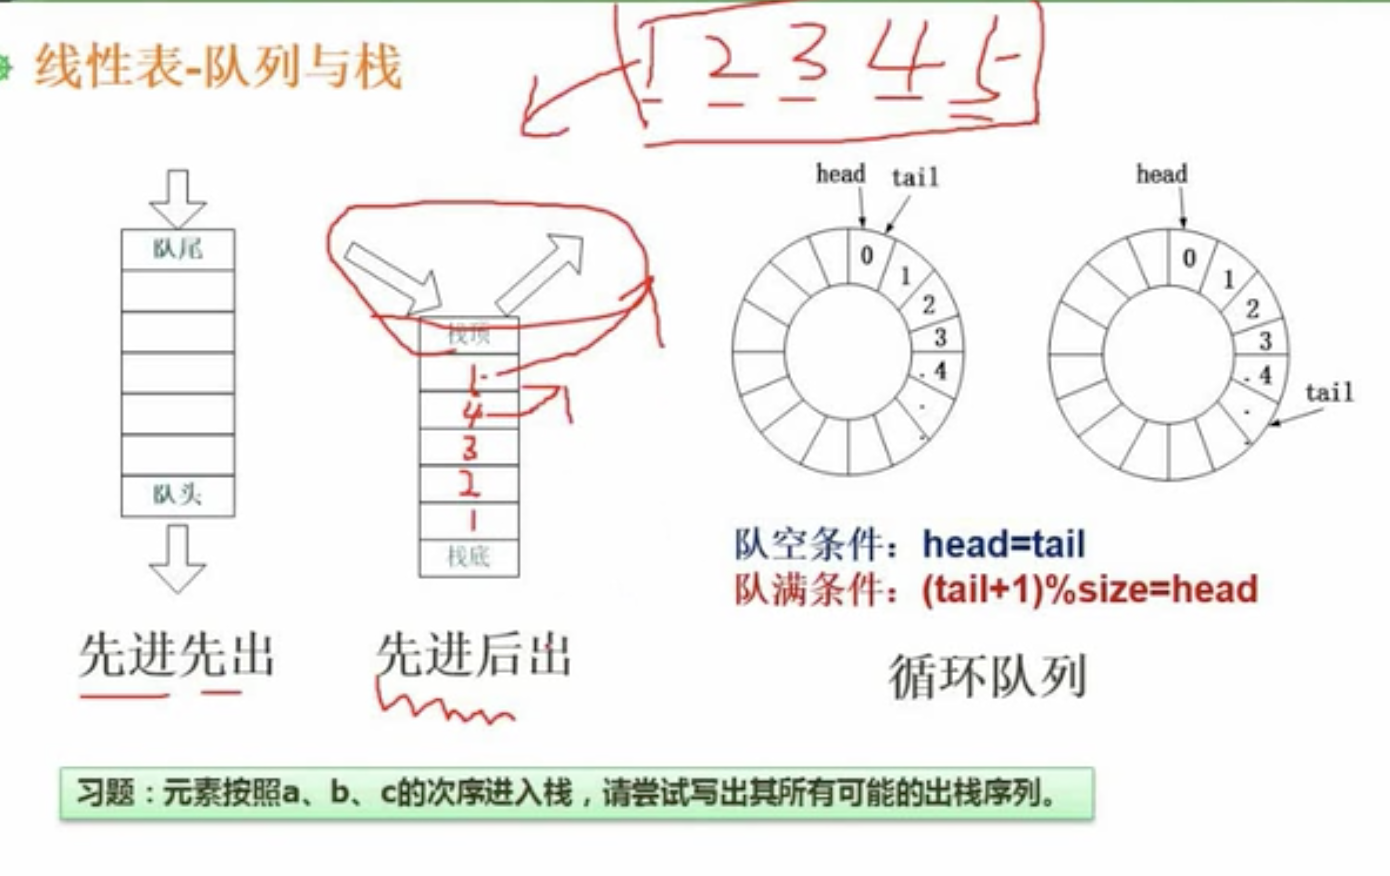 线性表-队列与栈
1 2 3 4 5
队尾
队头
先进先出
栈顶
5
4
3
2
1
栈底
先进后出
head tail
0
1
2
3
4
head
0
1
2
3
4
tail
队空条件：head=tail
队满条件：(tail+1)%size=head
循环队列
习题：元素按照a、b、c的次序进入栈，请尝试写出其所有可能的出栈序列。